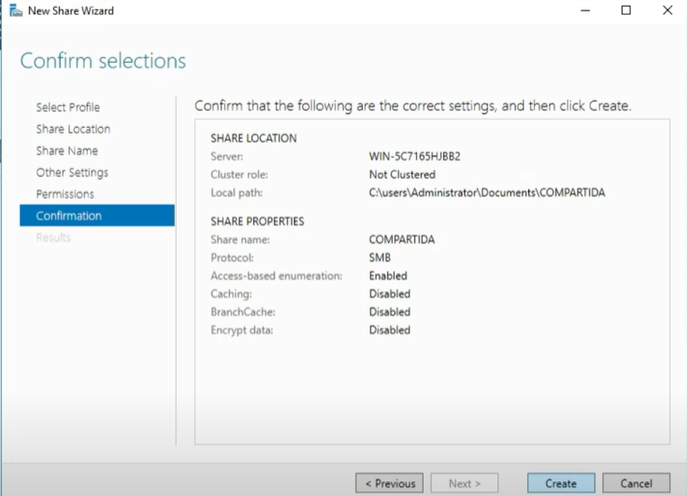 New Share Wizard
Confirm selections
Select Profile
Share Location
Share Name
Other Settings
Permissions
Confirmation
Results
Confirm that the following are the correct settings, and then click Create.
SHARE LOCATION
Server: WIN-5C7165HJBB2
Cluster role: Not Clustered
Local path: C:\users\Administrator\Documents\COMPARTIDA
SHARE PROPERTIES
Share name: COMPARTIDA
Protocol: SMB
Access-based enumeration: Enabled
Caching: Disabled
BranchCache: Disabled
Encrypt data: Disabled
< Previous Next > Create Cancel